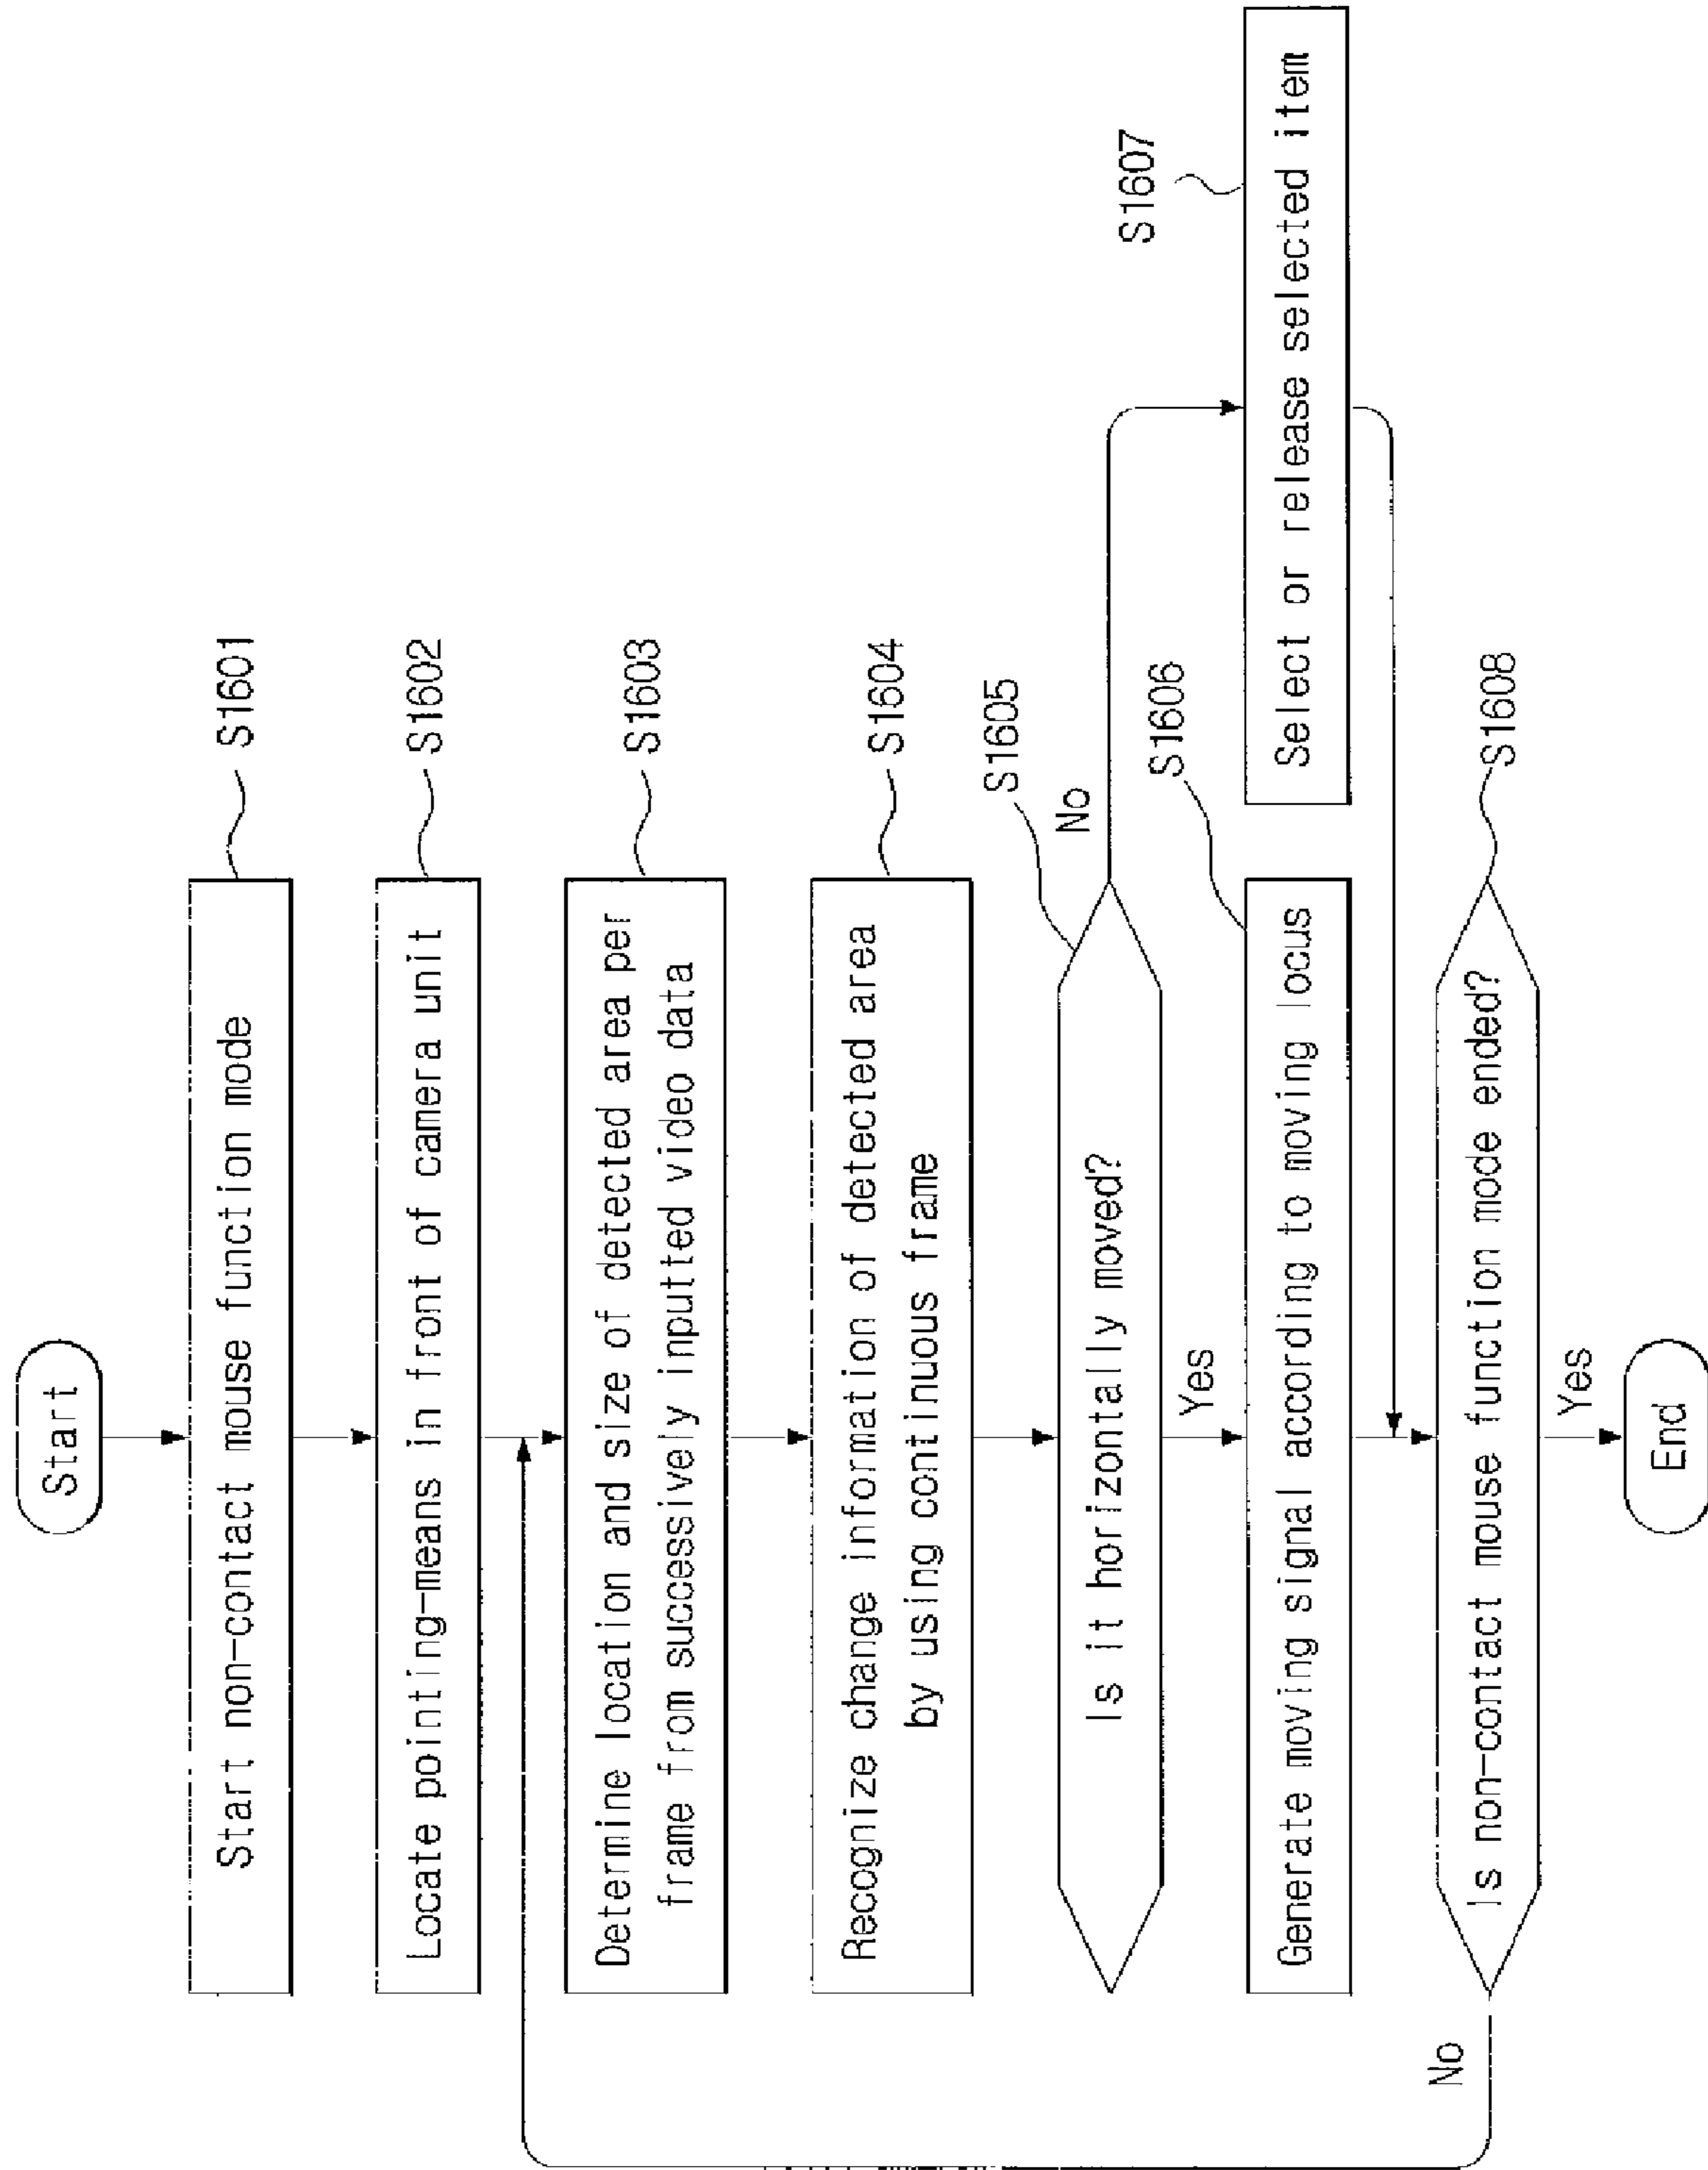 Start
Start non-contact mouse function mode
S1601
Locate pointing-means in front of camera unit
S1602
Determine location and size of detected area per
frame from successively inputted video data
S1603
Recognize change information of detected area
by using continuous frame
S1604
Is it horizontally moved?
S1605
No
Yes
Generate moving signal according to moving locus
S1606
Select or release selected item
S1607
Is non-contact mouse function mode ended?
S1608
No
Yes
End